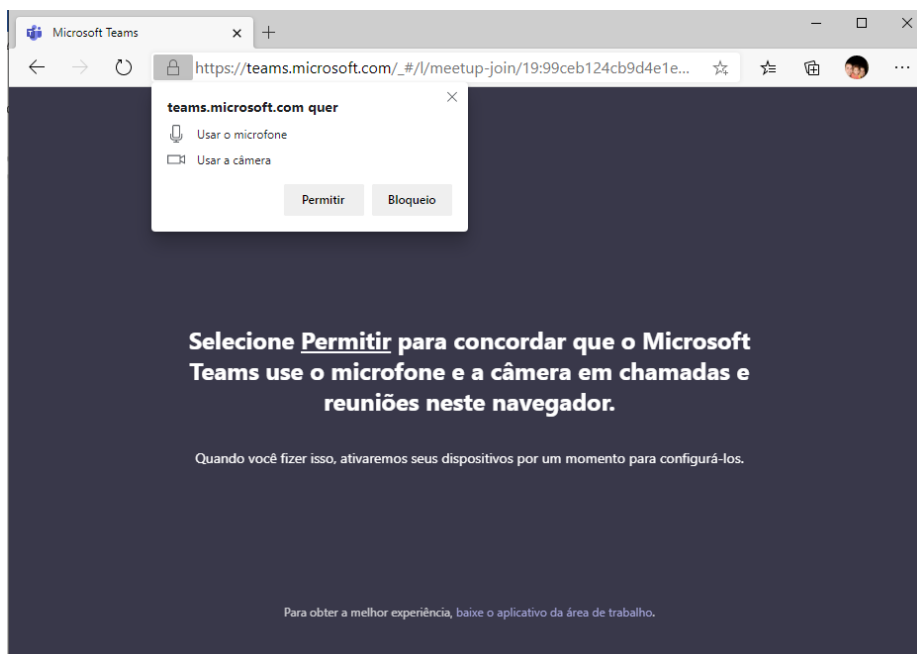 Microsoft Teams
https://teams.microsoft.com/_#/l/meetup-join/19:99ceb124cb9d4e1e...
teams.microsoft.com quer
Usar o microfone
Usar a câmera
Permitir Bloqueio
Selecione Permitir para concordar que o Microsoft
Teams use o microfone e a câmera em chamadas e
reuniões neste navegador.
Quando você fizer isso, ativaremos seus dispositivos por um momento para configurá-los.
Para obter a melhor experiência, baixe o aplicativo da área de trabalho.